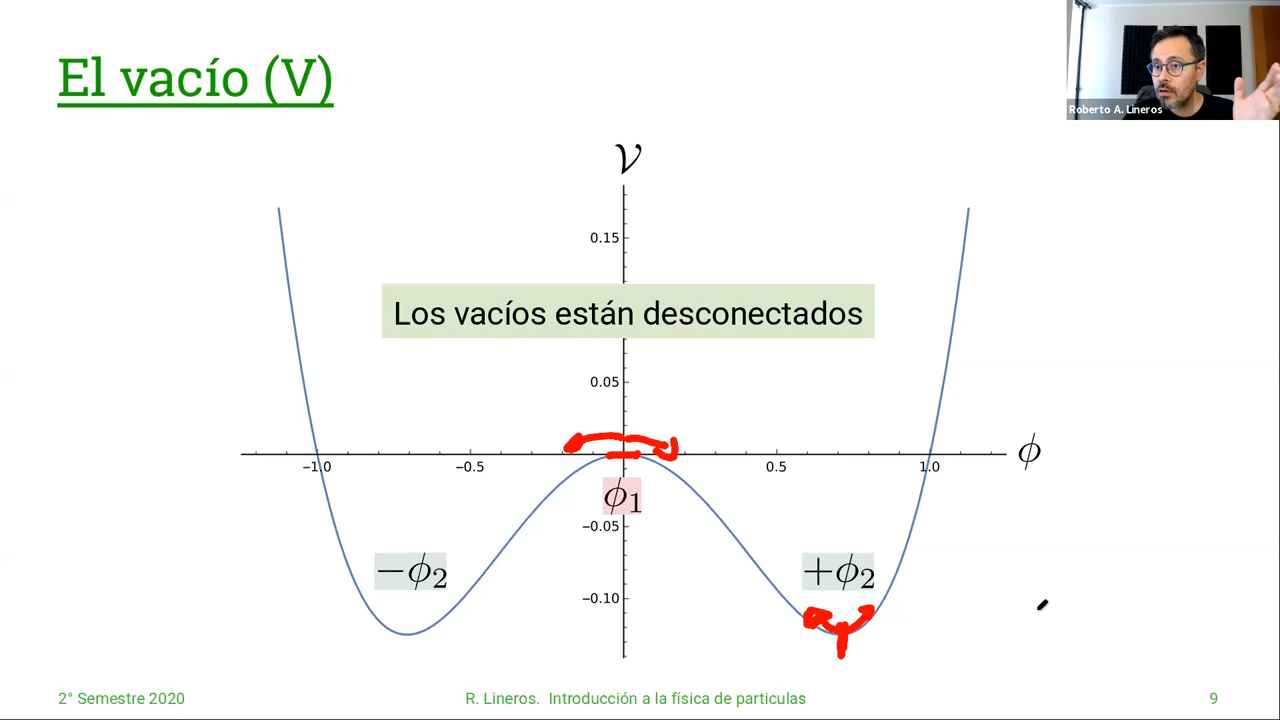 El vacío (V)
Roberto A. Lineros
𝒱
0.15
Los vacíos están desconectados
0.05
ϕ
−1.0
−0.5
0.5
1.0
ϕ₁
−0.05
−ϕ₂
+ϕ₂
−0.10
2° Semestre 2020
R. Lineros. Introducción a la física de particulas
9